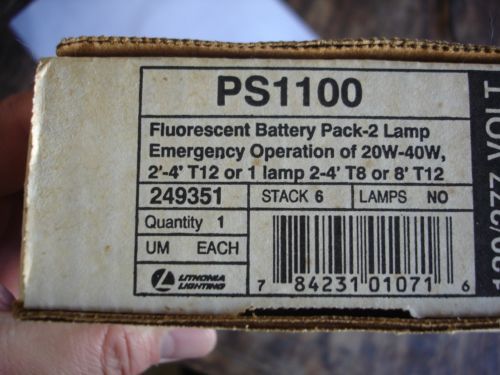 PS1100
Fluorescent Battery Pack-2 Lamp
Emergency Operation of 20W-40W,
2'-4' T12 or 1 lamp 2-4' T8 or 8' T12
249351 STACK 6 LAMPS NO
Quantity 1
UM EACH
LITHONIA
LIGHTING
7 84231 01071 6
120/277 VOLT